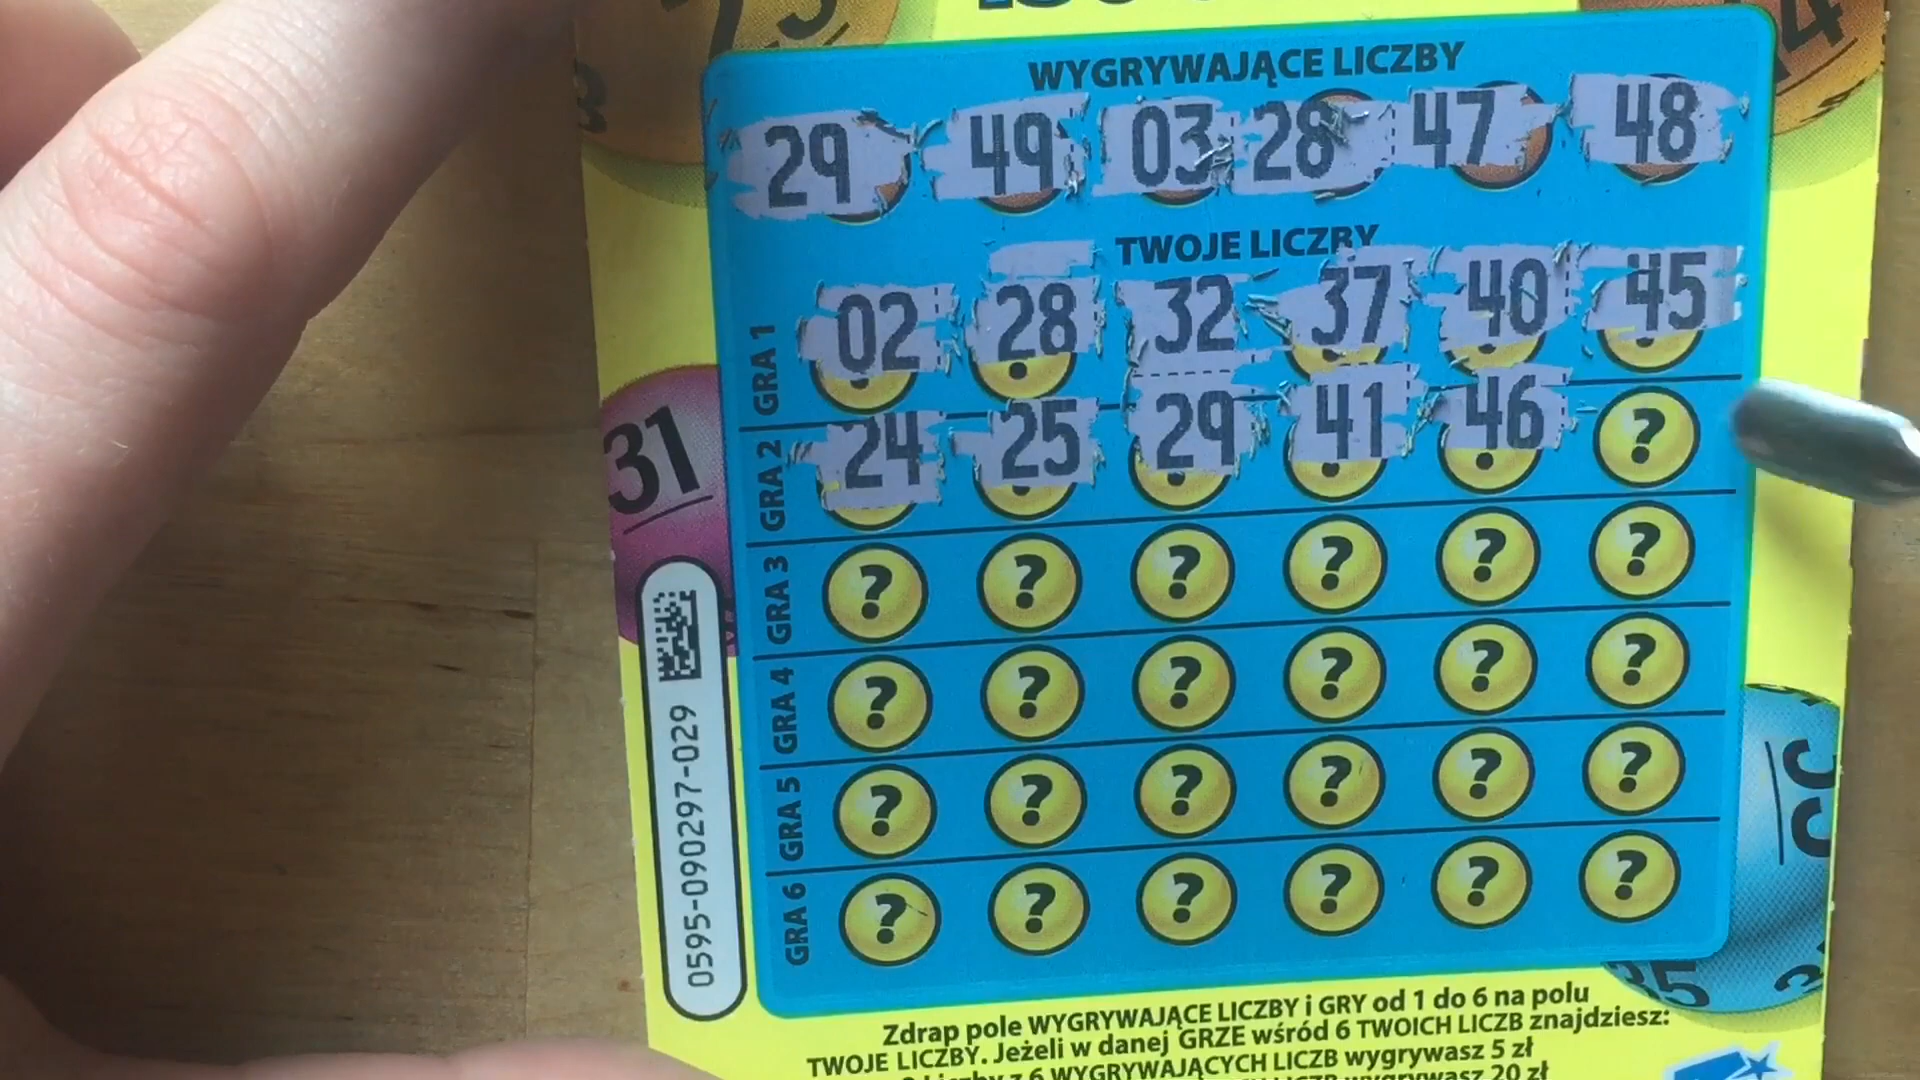 WYGRYWAJĄCE LICZBY
29 49 03 28 47 48
TWOJE LICZBY
GRA 1 02 28 32 37 40 45
GRA 2 24 25 29 41 46 ?
GRA 3 ? ? ? ? ? ?
GRA 4 ? ? ? ? ? ?
GRA 5 ? ? ? ? ? ?
GRA 6 ? ? ? ? ? ?
31
0595-090297-029
35
Zdrap pole WYGRYWAJĄCE LICZBY i GRY od 1 do 6 na polu
TWOJE LICZBY. Jeżeli w danej GRZE wśród 6 TWOICH LICZB znajdziesz:
z 6 WYGRYWAJĄCYCH LICZB wygrywasz 5 zł
wygrywasz 20 zł